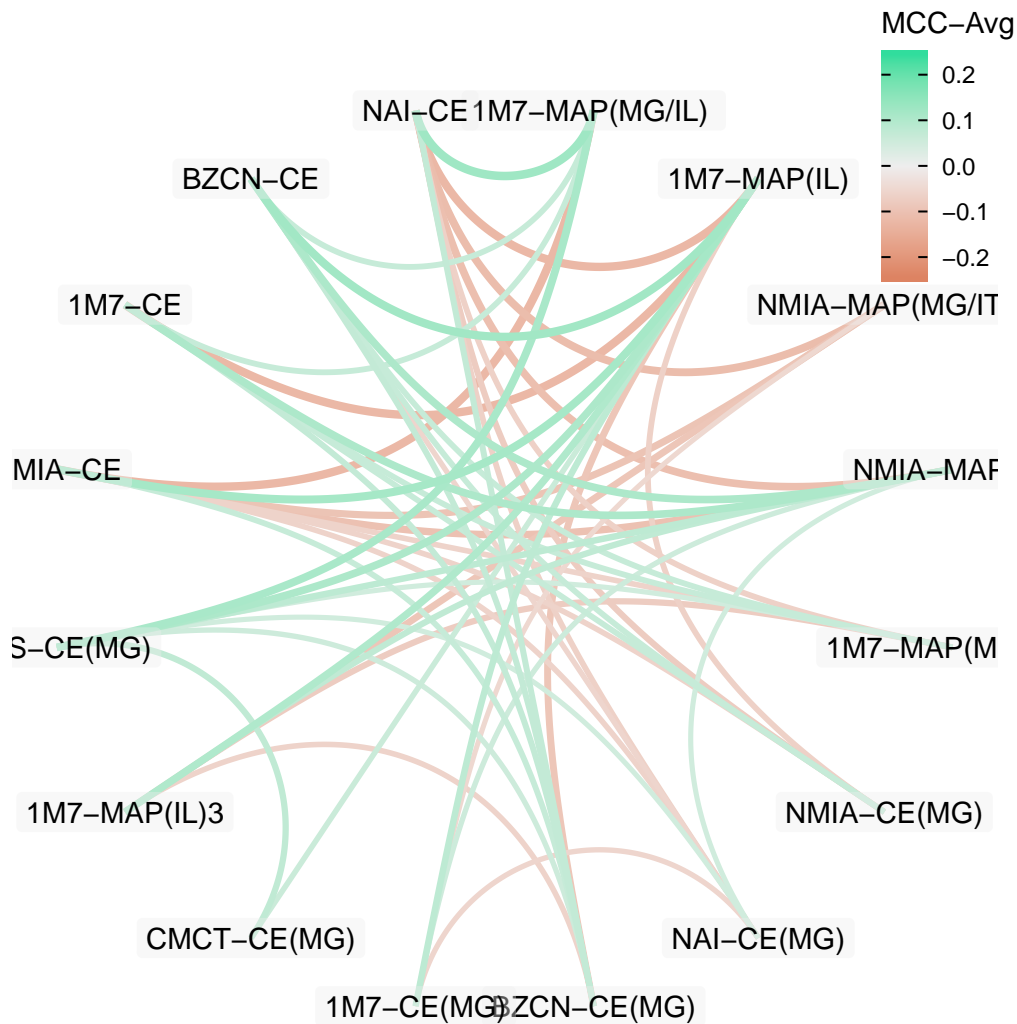 MCC−Avg
0.2
0.1
0.0
−0.1
−0.2
NAI−CE
1M7−MAP(MG/IL)
BZCN−CE
1M7−MAP(IL)
1M7−CE
NMIA−MAP(MG/IT
MIA−CE
NMIA−MAP
S−CE(MG)
1M7−MAP(M
1M7−MAP(IL)3
NMIA−CE(MG)
CMCT−CE(MG)
NAI−CE(MG)
1M7−CE(MG)
BZCN−CE(MG)